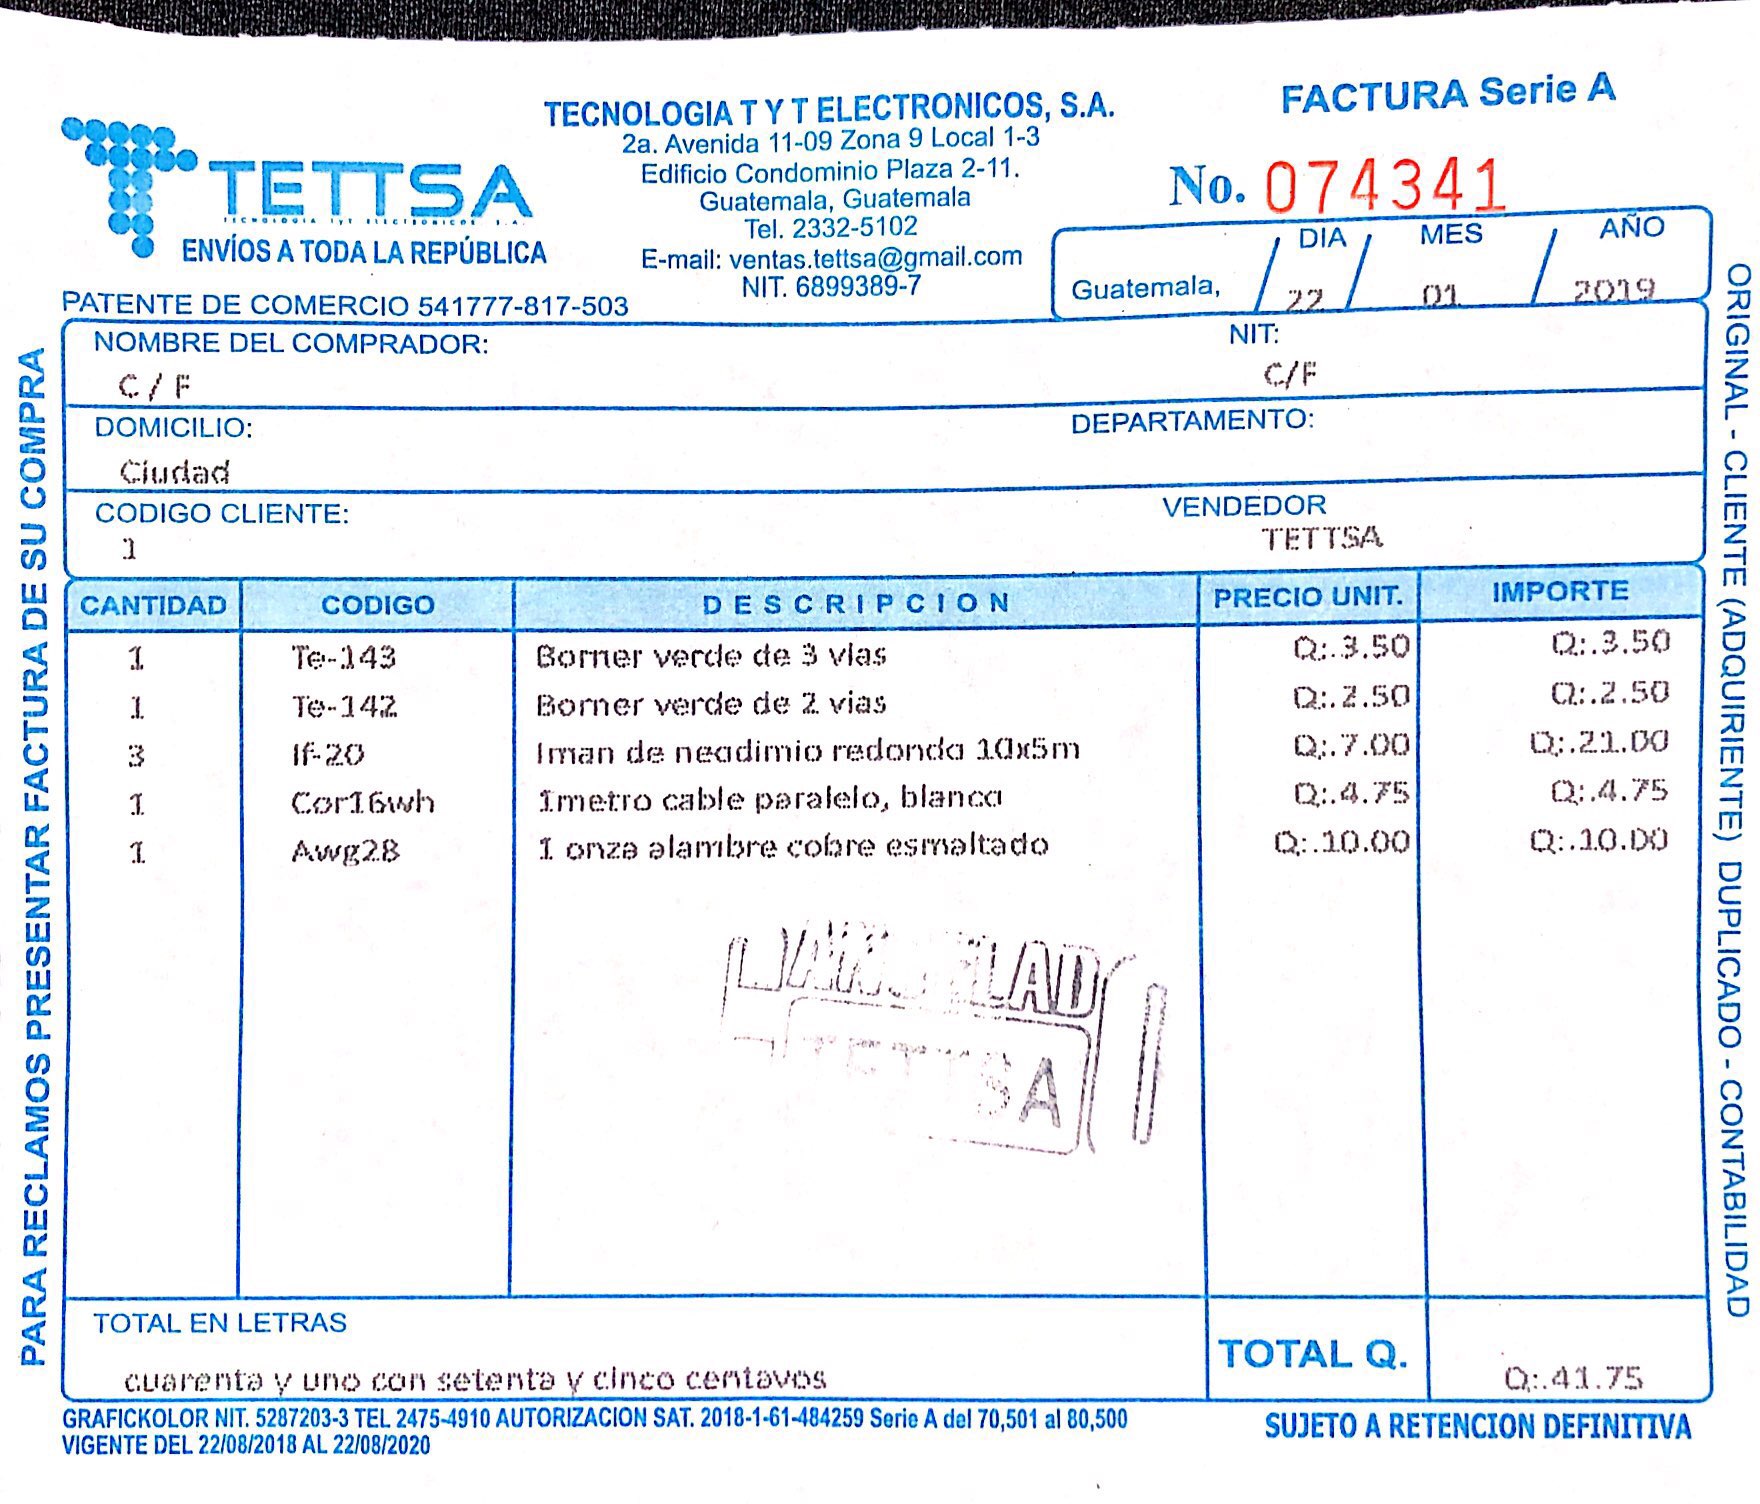 TECNOLOGIA T Y T ELECTRONICOS, S.A.
2a. Avenida 11-09 Zona 9 Local 1-3
Edificio Condominio Plaza 2-11.
Guatemala, Guatemala
Tel. 2332-5102
E-mail: ventas.tettsa@gmail.com
NIT. 6899389-7
TETTSA
TECNOLOGIA TyT ELECTRONICOS, S.A.
ENVÍOS A TODA LA REPÚBLICA
PATENTE DE COMERCIO 541777-817-503
FACTURA Serie A
No. 074341
DIA MES AÑO
Guatemala, 22 01 2019
NOMBRE DEL COMPRADOR: NIT:
C / F C/F
DOMICILIO: DEPARTAMENTO:
Ciudad
CODIGO CLIENTE: VENDEDOR
1 TETTSA
CANTIDAD CODIGO DESCRIPCION PRECIO UNIT. IMPORTE
1 Te-143 Borner verde de 3 vias Q:.3.50 Q:.3.50
1 Te-142 Borner verde de 2 vias Q:.2.50 Q:.2.50
3 If-20 Iman de neodimio redondo 10x5m Q:.7.00 Q:.21.00
1 Cor16wh 1metro cable paralelo, blanco Q:.4.75 Q:.4.75
1 Awg28 1 onza alambre cobre esmaltado Q:.10.00 Q:.10.00
TETTSA
TOTAL EN LETRAS
cuarenta y uno con setenta y cinco centavos
TOTAL Q. Q:.41.75
GRAFICKOLOR NIT. 5287203-3 TEL 2475-4910 AUTORIZACION SAT. 2018-1-61-484259 Serie A del 70,501 al 80,500
VIGENTE DEL 22/08/2018 AL 22/08/2020
SUJETO A RETENCION DEFINITIVA
PARA RECLAMOS PRESENTAR FACTURA DE SU COMPRA
ORIGINAL - CLIENTE (ADQUIRIENTE) DUPLICADO - CONTABILIDAD